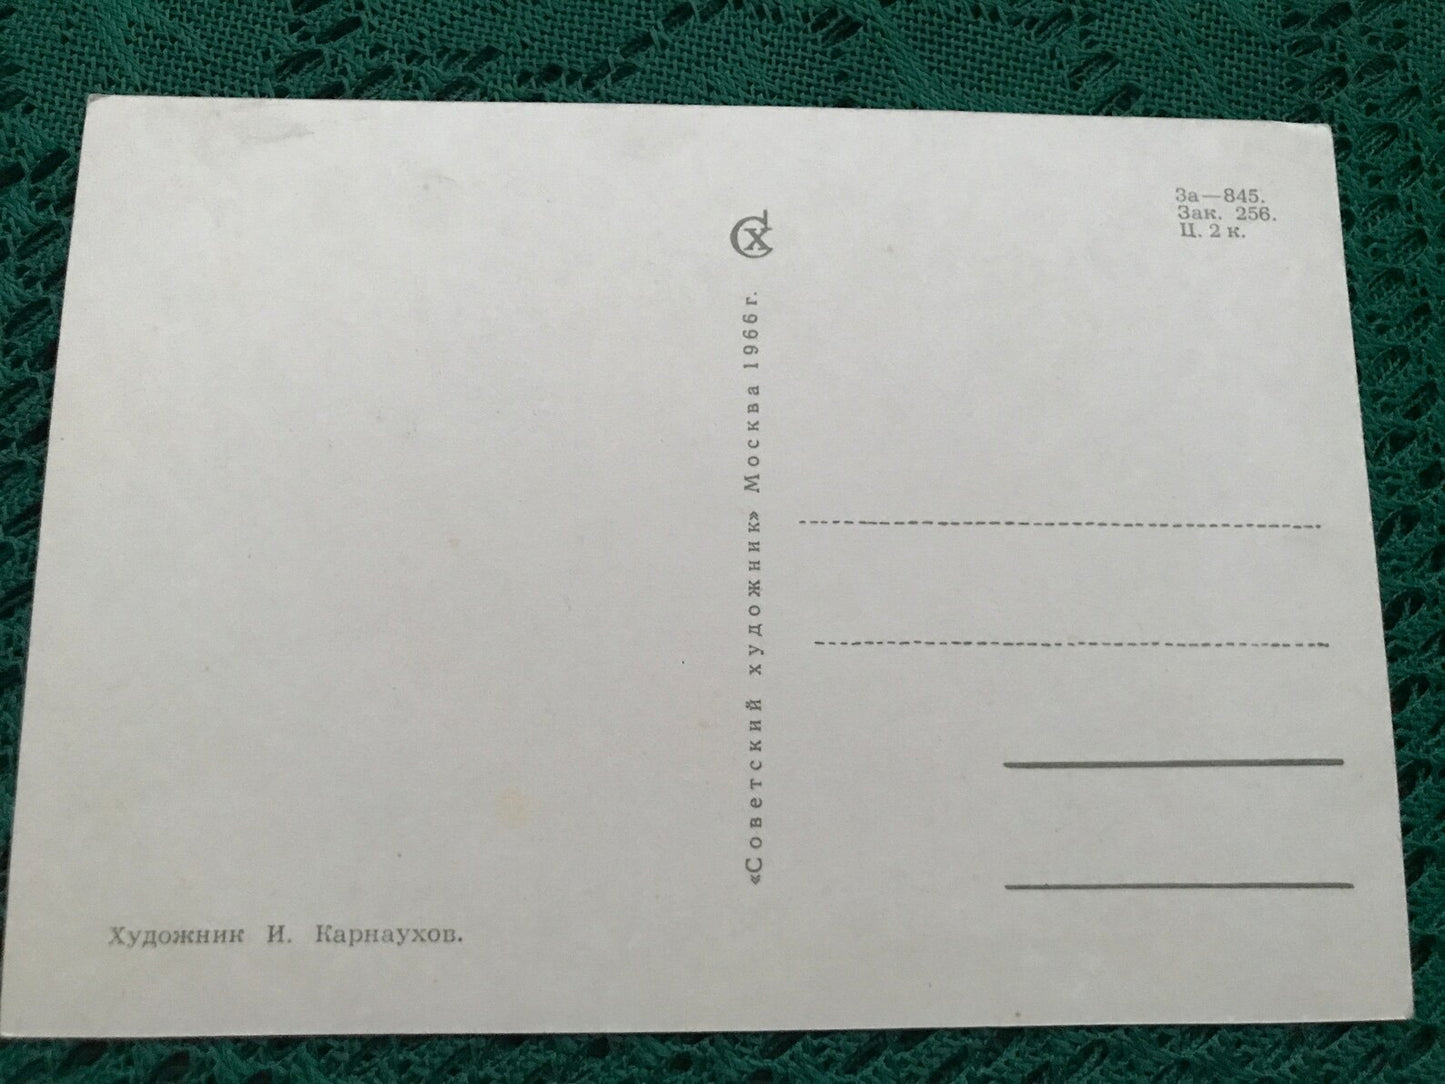 За—845.
Зак. 256.
Ц. 2 к.
СХ
«Советский художник» Москва 1966 г.
Художник И. Карнаухов.